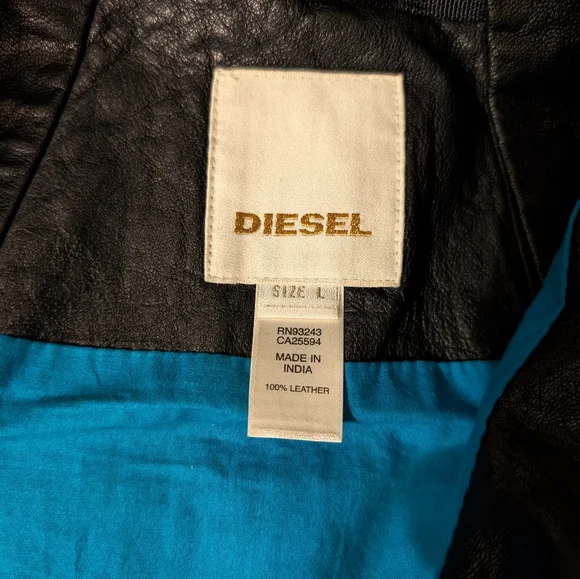 DIESEL
SIZE L
RN93243
CA25594
MADE IN
INDIA
100% LEATHER